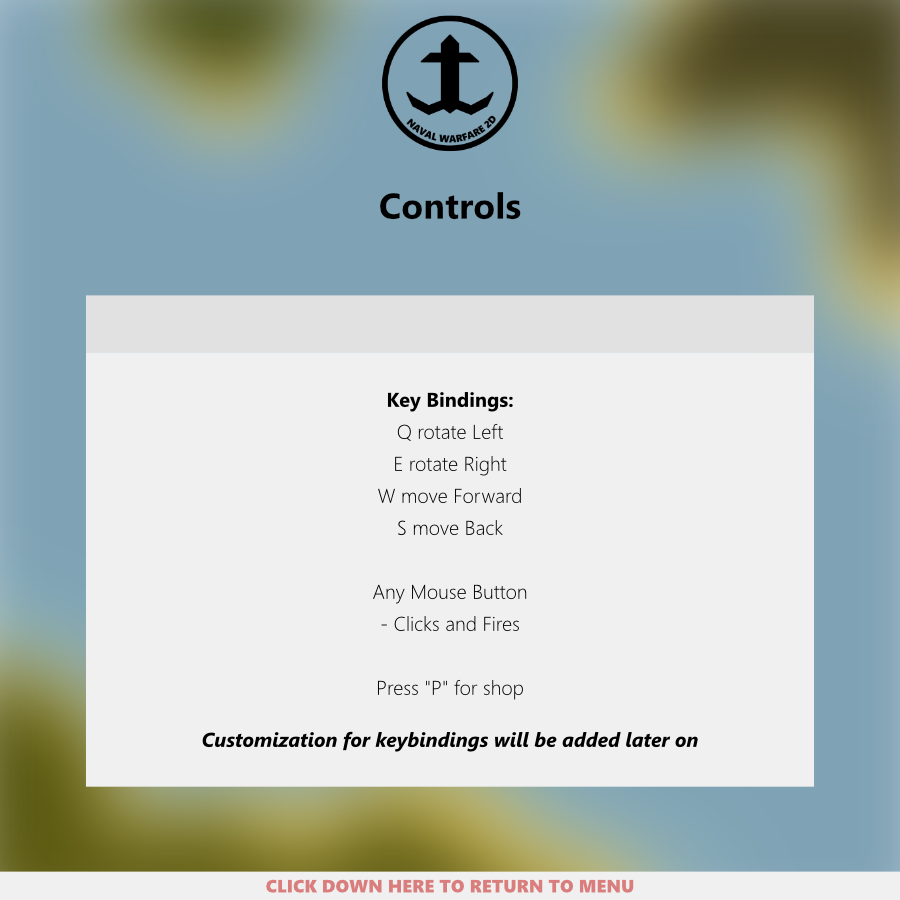 NAVAL WARFARE 2D
Controls
Key Bindings:
Q rotate Left
E rotate Right
W move Forward
S move Back
Any Mouse Button
- Clicks and Fires
Press "P" for shop
Customization for keybindings will be added later on
CLICK DOWN HERE TO RETURN TO MENU